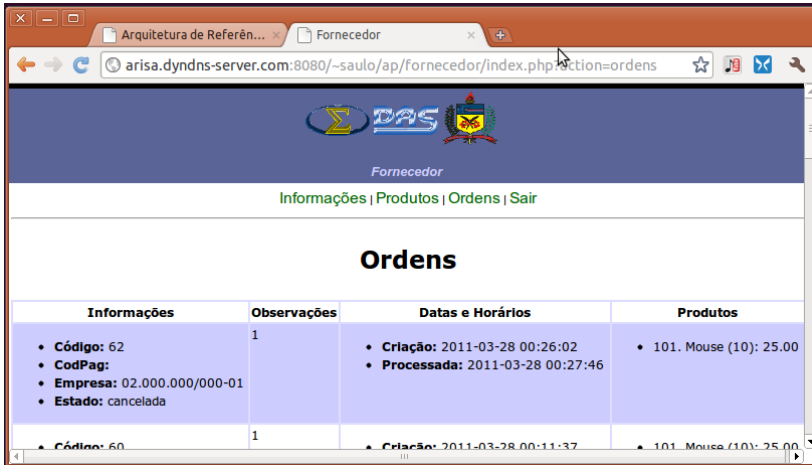 Arquitetura de Referên...
Fornecedor
arisa.dyndns-server.com:8080/~saulo/ap/fornecedor/index.php?action=ordens
Σ DAS
Fornecedor
Informações | Produtos | Ordens | Sair
Ordens
Informações Observações Datas e Horários Produtos
• Código: 62
• CodPag:
• Empresa: 02.000.000/000-01
• Estado: cancelada
1
• Criação: 2011-03-28 00:26:02
• Processada: 2011-03-28 00:27:46
• 101. Mouse (10): 25.00
• Código: 60
1
• Criação: 2011-03-28 00:11:37
• 101. Mouse (10): 25.00